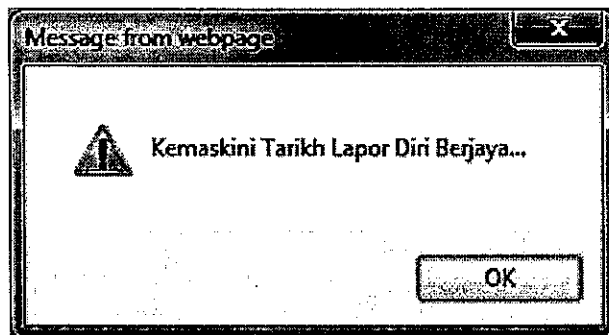 Message from webpage
Kemaskini Tarikh Lapor Diri Berjaya...
OK